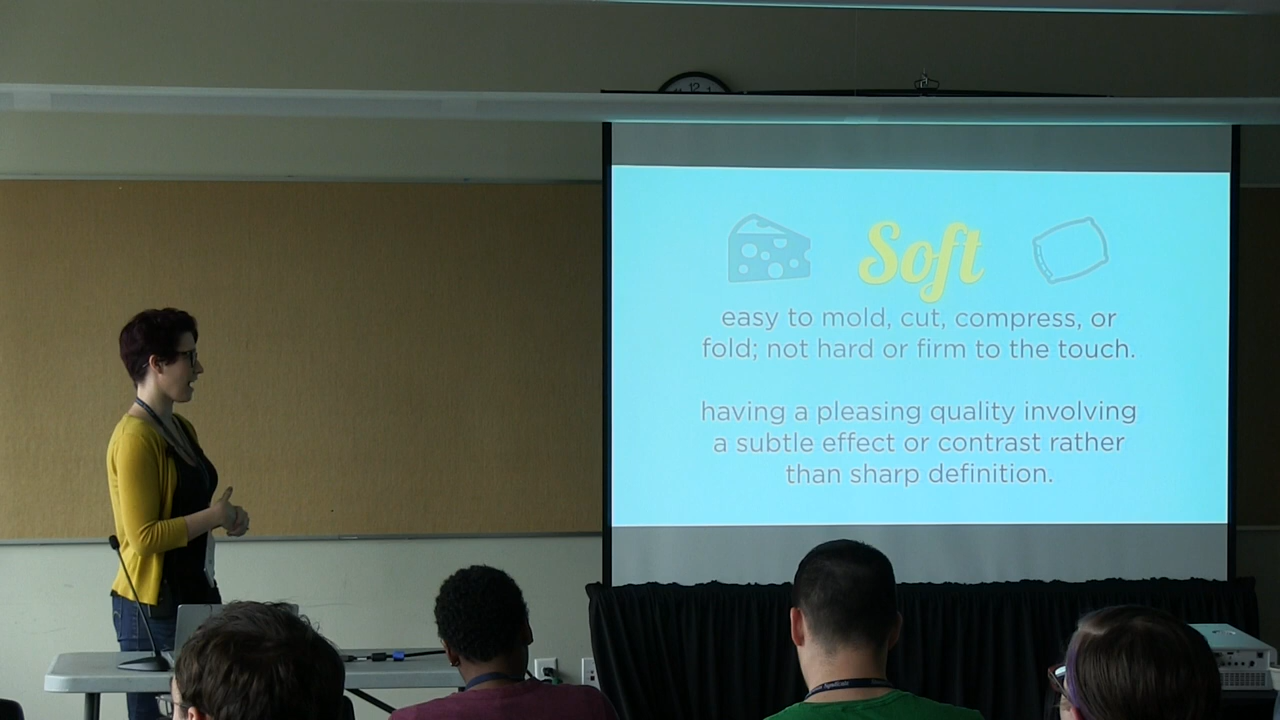 12
Soft
easy to mold, cut, compress, or
fold; not hard or firm to the touch.
having a pleasing quality involving
a subtle effect or contrast rather
than sharp definition.